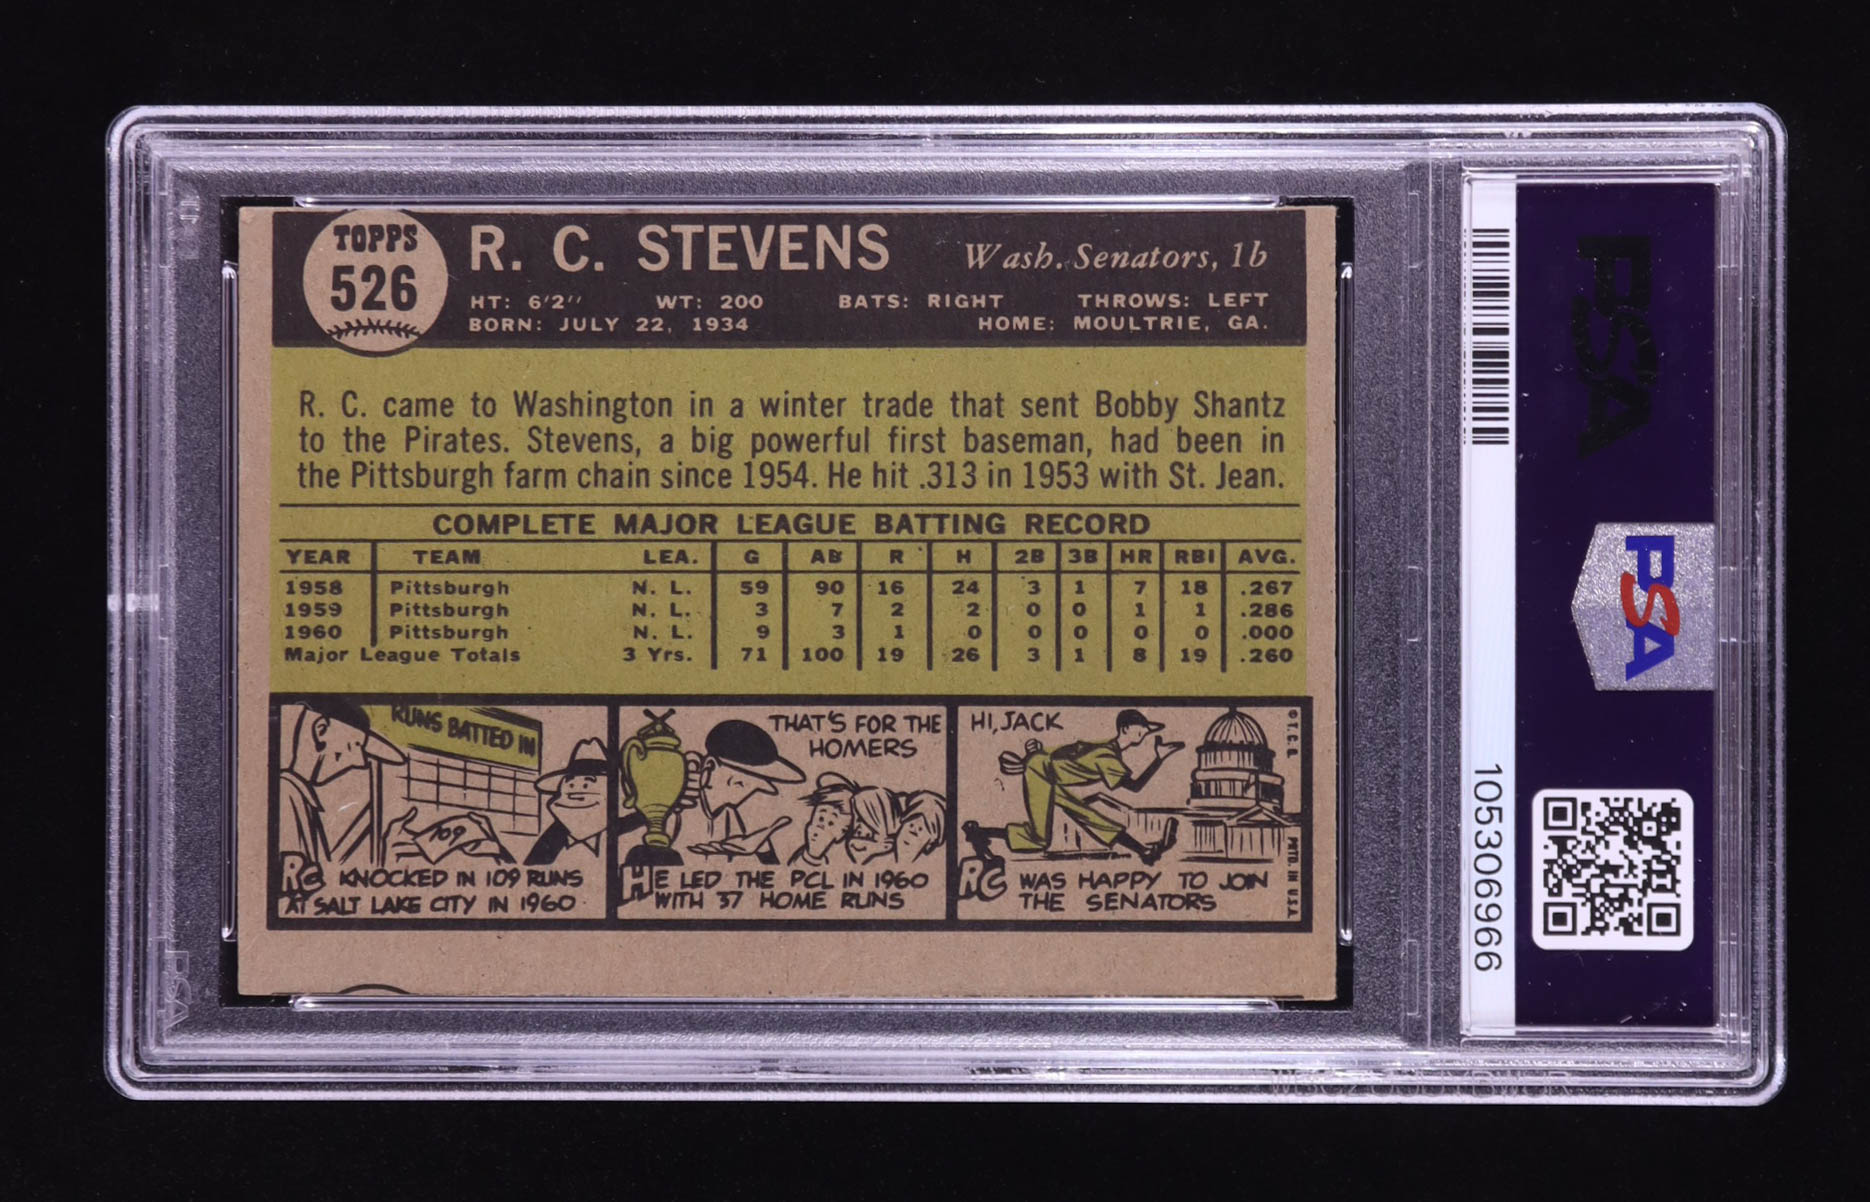 TOPPS
526
R. C. STEVENS
Wash. Senators, 1b
HT: 6'2" WT: 200 BATS: RIGHT THROWS: LEFT
BORN: JULY 22, 1934 HOME: MOULTRIE, GA.
R. C. came to Washington in a winter trade that sent Bobby Shantz
to the Pirates. Stevens, a big powerful first baseman, had been in
the Pittsburgh farm chain since 1954. He hit .313 in 1953 with St. Jean.
COMPLETE MAJOR LEAGUE BATTING RECORD
YEAR TEAM LEA. G AB R H 2B 3B HR RBI AVG.
1958 Pittsburgh N. L. 59 90 16 24 3 1 7 18 .267
1959 Pittsburgh N. L. 3 7 2 2 0 0 1 1 .286
1960 Pittsburgh N. L. 9 3 1 0 0 0 0 0 .000
Major League Totals 3 Yrs. 71 100 19 26 3 1 8 19 .260
RUNS BATTED IN
109
RC KNOCKED IN 109 RUNS
AT SALT LAKE CITY IN 1960
THAT'S FOR THE
HOMERS
HE LED THE PCL IN 1960
WITH 37 HOME RUNS
HI, JACK
RC WAS HAPPY TO JOIN
THE SENATORS
© T.C.G.
PRTD. IN U.S.A.
PSA
PSA
105306966
PSA